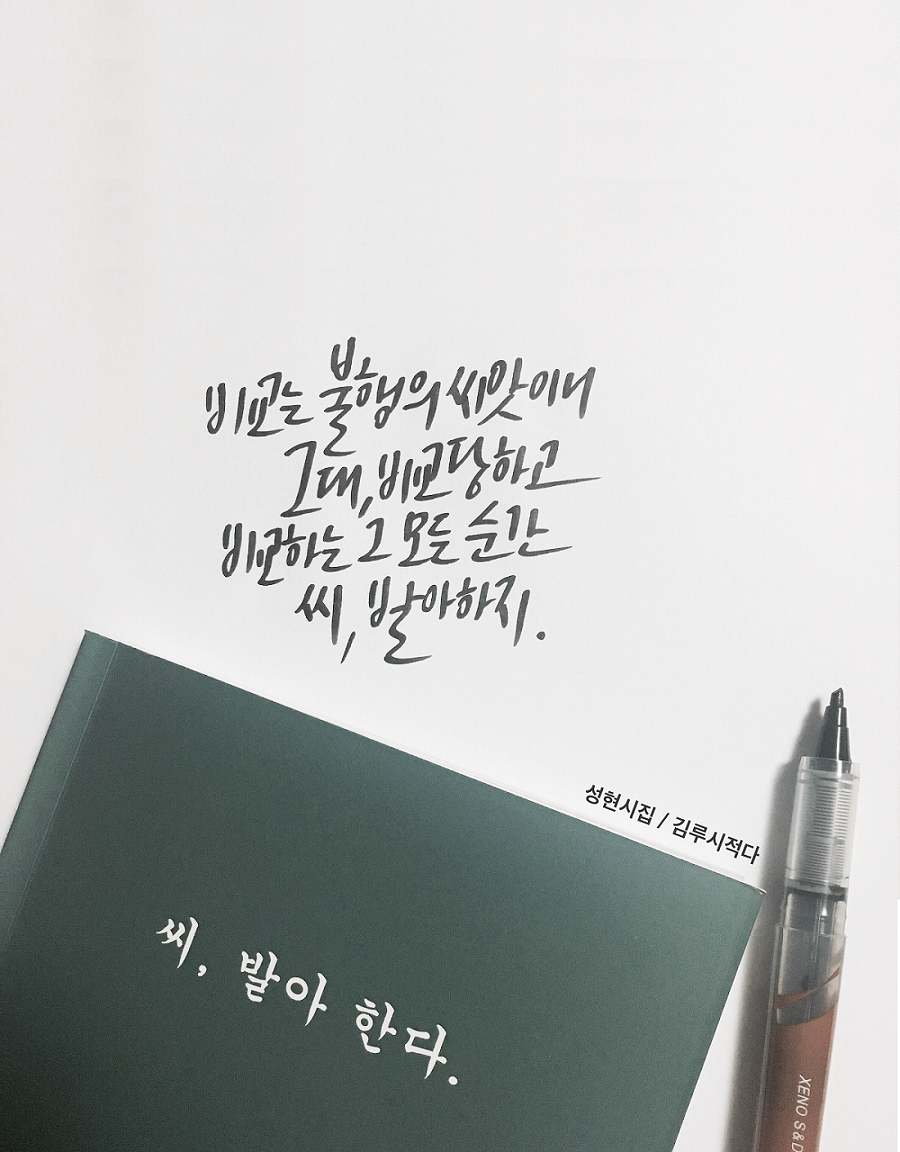 비교는 불행의 씨앗이니
그대, 비교당하고
비교하는 그 모든 순간
씨, 발아하지.
성현시집 / 김루시적다
씨, 발아 한다.
XENO S&D